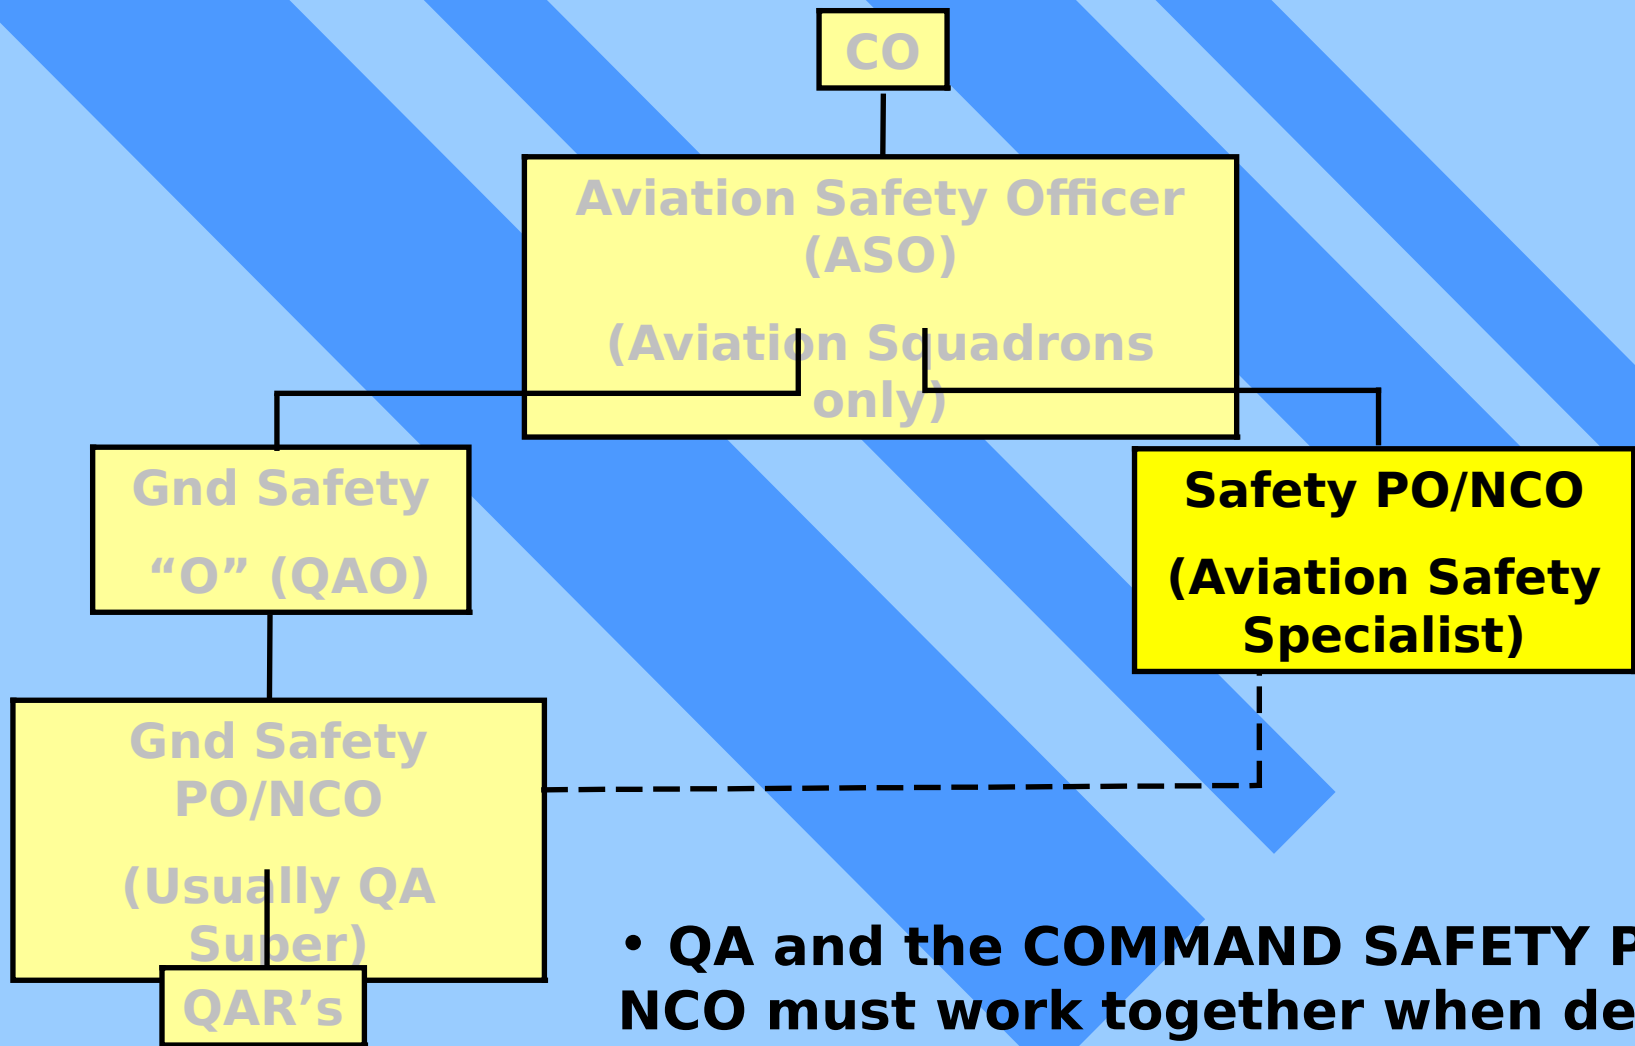 CO
Aviation Safety Officer
(ASO)
(Aviation Squadrons
only)
Gnd Safety
“O” (QAO)
Safety PO/NCO
(Aviation Safety
Specialist)
Gnd Safety
PO/NCO
(Usually QA
Super)
QAR’s
• QA and the COMMAND SAFETY P
NCO must work together when de